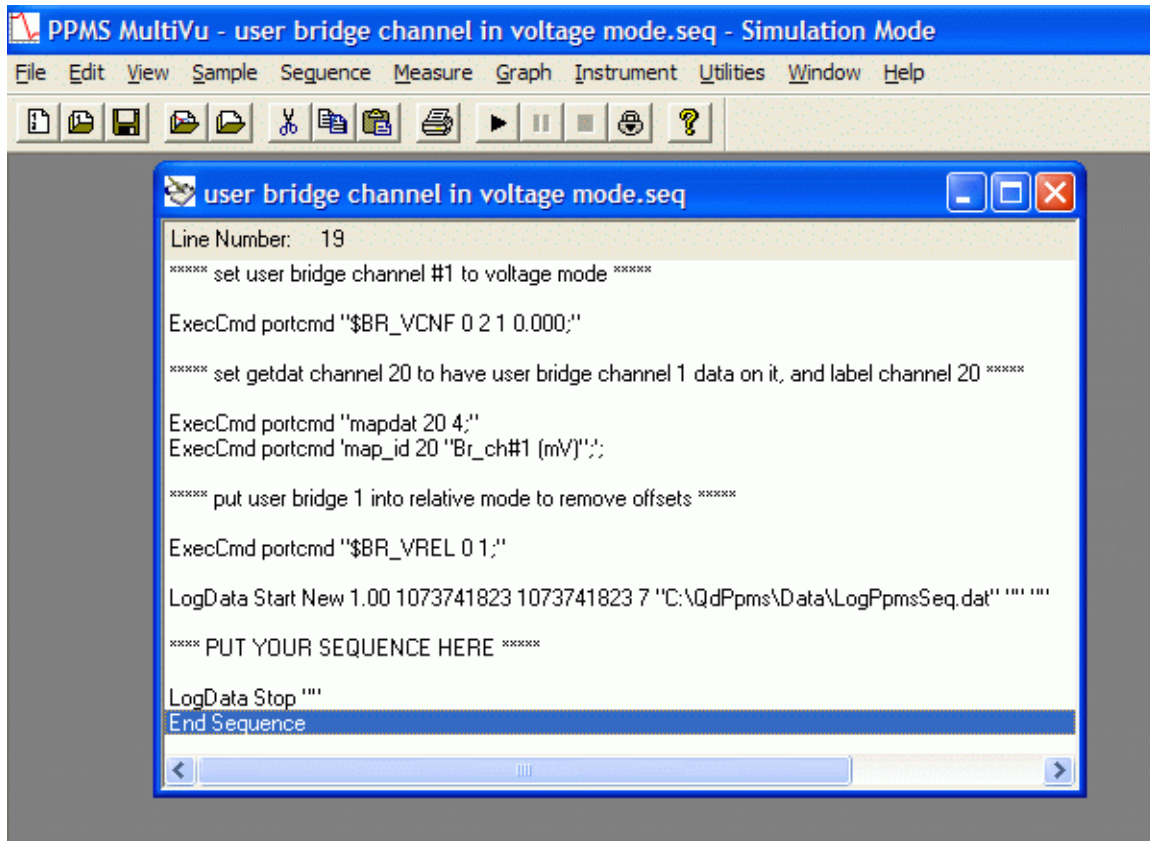 PPMS MultiVu - user bridge channel in voltage mode.seq - Simulation Mode
File Edit View Sample Sequence Measure Graph Instrument Utilities Window Help
user bridge channel in voltage mode.seq
Line Number: 19
***** set user bridge channel #1 to voltage mode *****
ExecCmd portcmd "$BR_VCNF 0 2 1 0.000;"
***** set getdat channel 20 to have user bridge channel 1 data on it, and label channel 20 *****
ExecCmd portcmd "mapdat 20 4;"
ExecCmd portcmd 'map_id 20 "Br_ch#1 (mV)";';
***** put user bridge 1 into relative mode to remove offsets *****
ExecCmd portcmd "$BR_VREL 0 1;"
LogData Start New 1.00 1073741823 1073741823 7 "C:\QdPpms\Data\LogPpmsSeq.dat" "" ""
**** PUT YOUR SEQUENCE HERE *****
LogData Stop ""
End Sequence